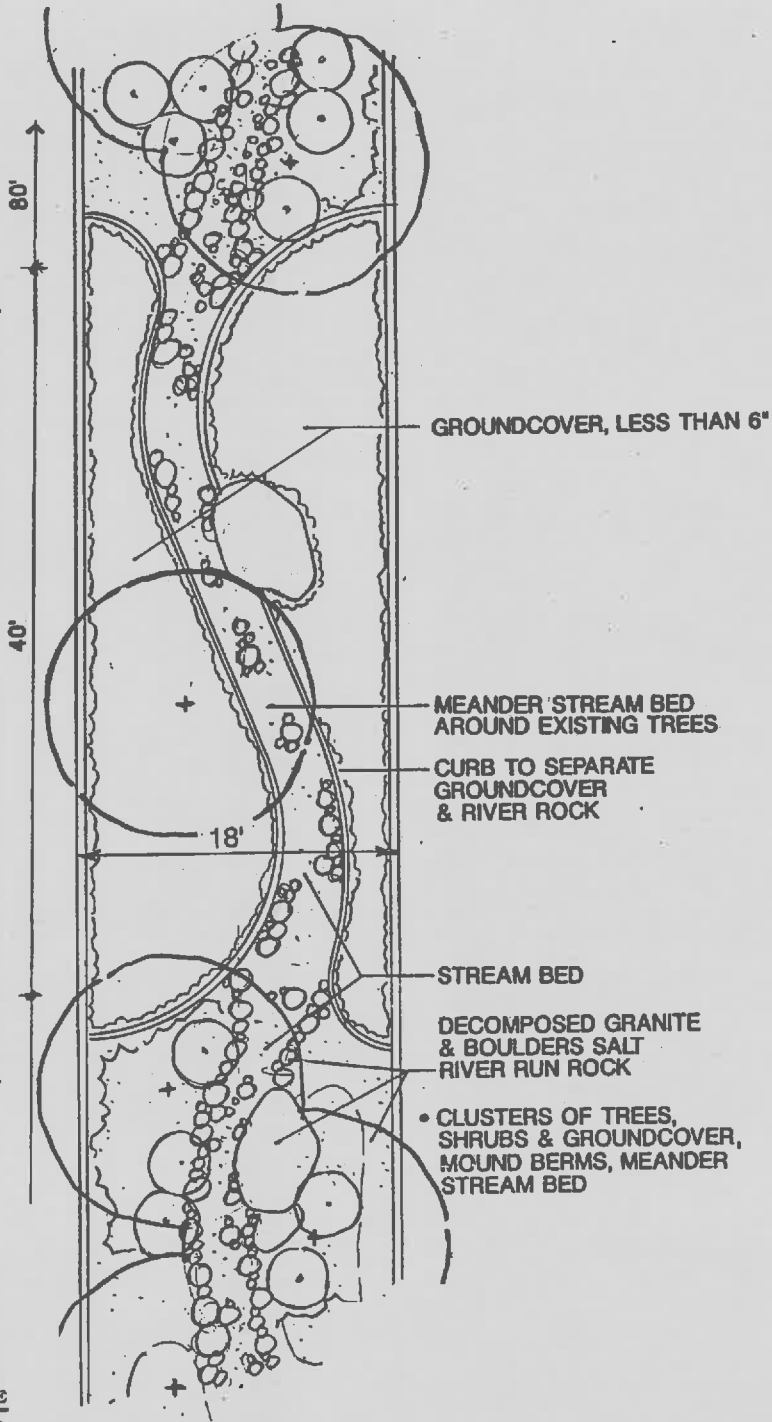 80'
GROUNDCOVER, LESS THAN 6"
40'
MEANDER STREAM BED
AROUND EXISTING TREES
CURB TO SEPARATE
GROUNDCOVER
& RIVER ROCK
18'
STREAM BED
DECOMPOSED GRANITE
& BOULDERS SALT
RIVER RUN ROCK
• CLUSTERS OF TREES,
SHRUBS & GROUNDCOVER,
MOUND BERMS, MEANDER
STREAM BED